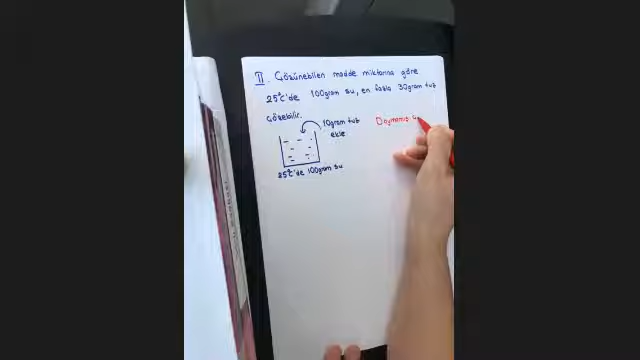 II. Çözünebilen madde miktarına göre
25°C'de 100gram su, en fazla 30gram tuz
çözebilir.
10gram tuz
ekle
Doymamış
25°C'de 100gram su